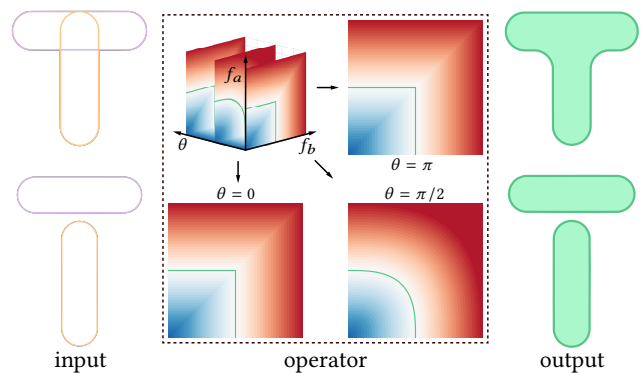 f_a
θ
f_b
θ = π
θ = 0
θ = π/2
input
operator
output